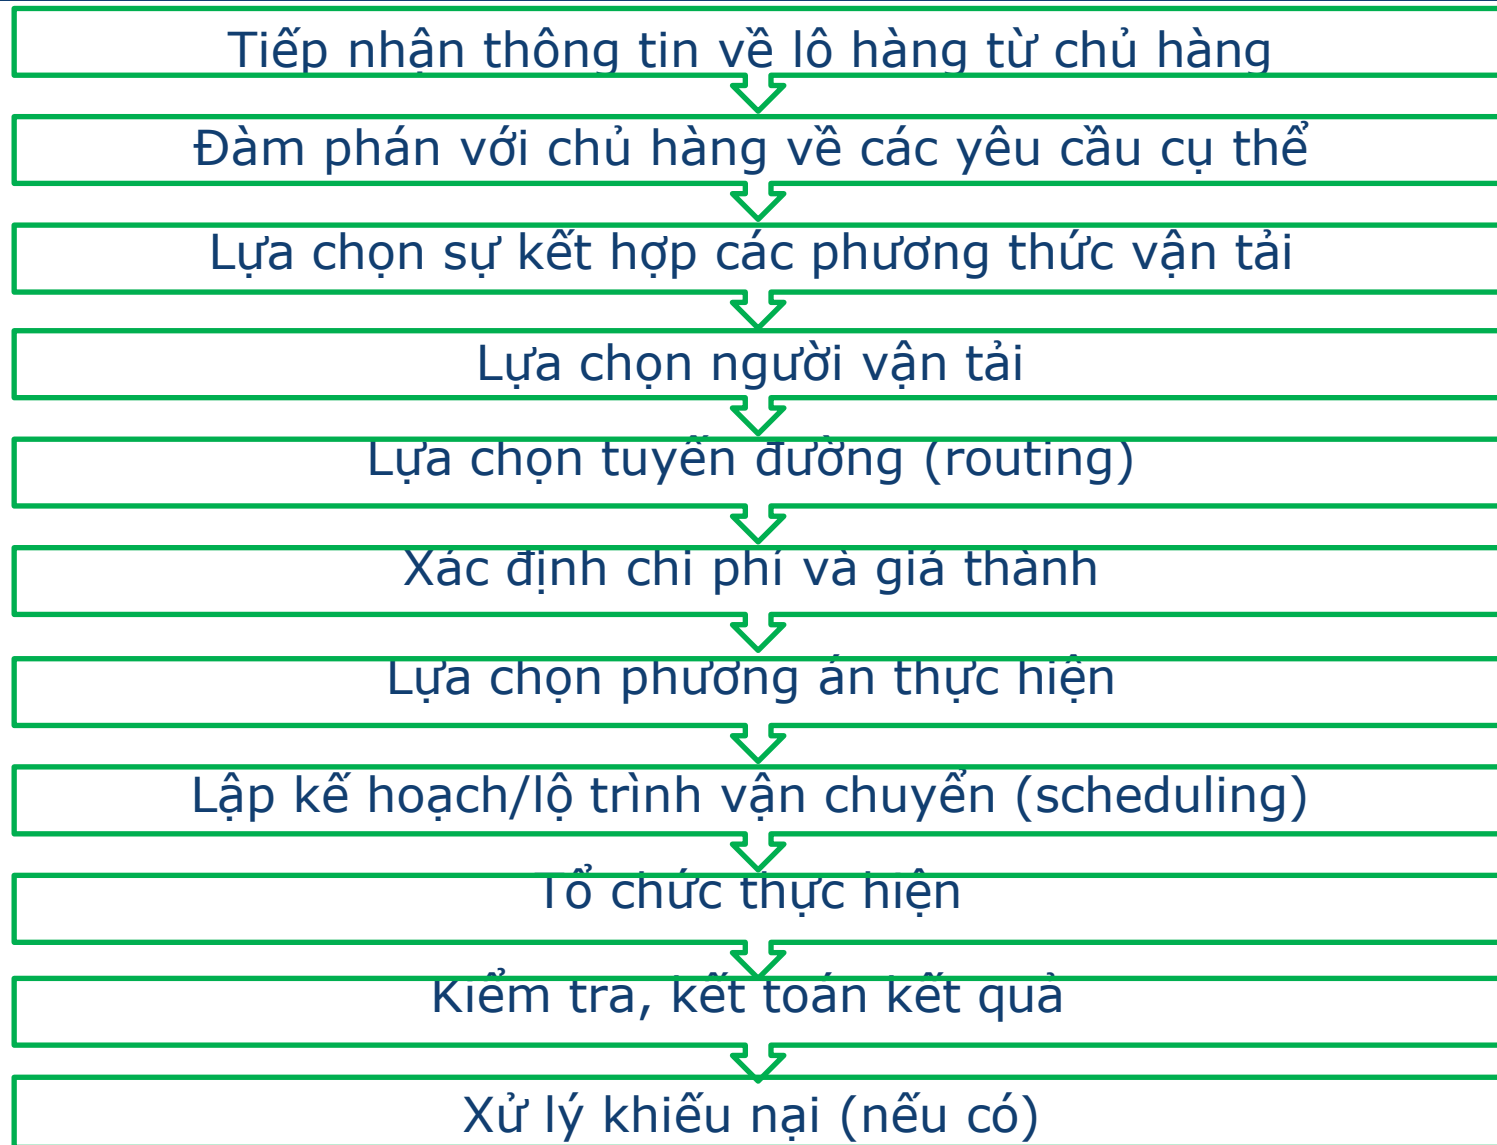 Tiếp nhận thông tin về lô hàng từ chủ hàng
Đàm phán với chủ hàng về các yêu cầu cụ thể
Lựa chọn sự kết hợp các phương thức vận tải
Lựa chọn người vận tải
Lựa chọn tuyến đường (routing)
Xác định chi phí và giá thành
Lựa chọn phương án thực hiện
Lập kế hoạch/lộ trình vận chuyển (scheduling)
Tổ chức thực hiện
Kiểm tra, kết toán kết quả
Xử lý khiếu nại (nếu có)